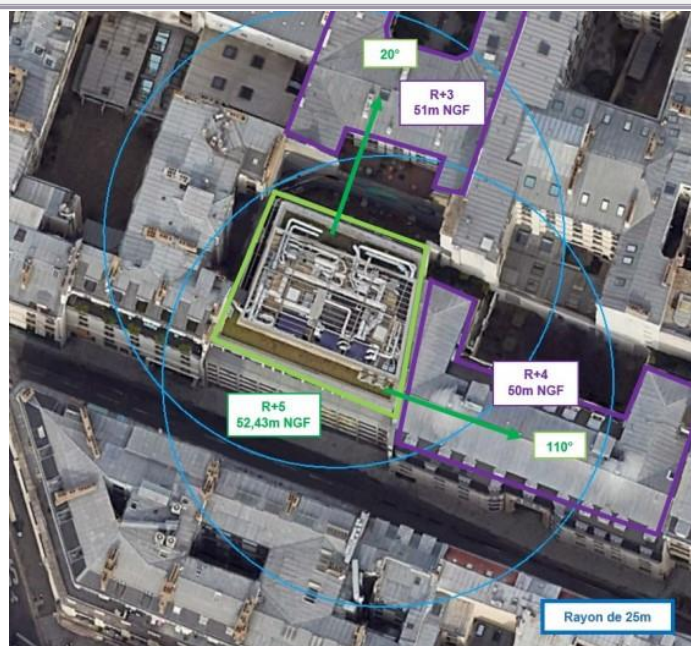 20°
R+3
51m NGF
R+4
50m NGF
R+5
52,43m NGF
110°
Rayon de 25m